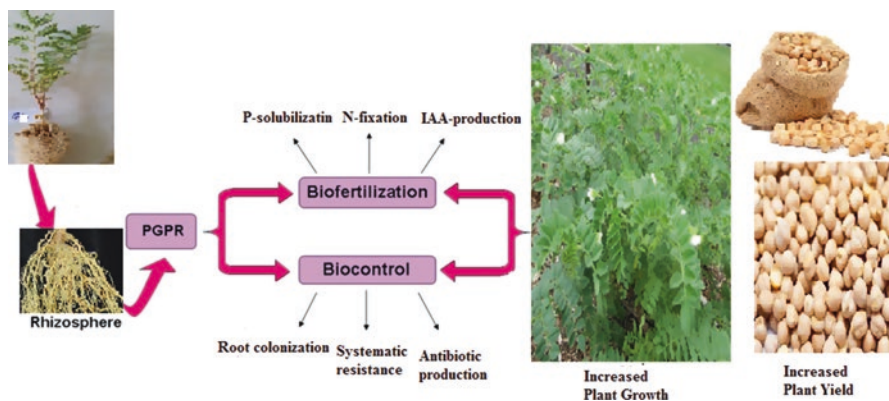 P-solubilizatin
N-fixation
IAA-production
Biofertilization
PGPR
Biocontrol
Rhizosphere
Root colonization
Systematic
resistance
Antibiotic
production
Increased
Plant Growth
Increased
Plant Yield